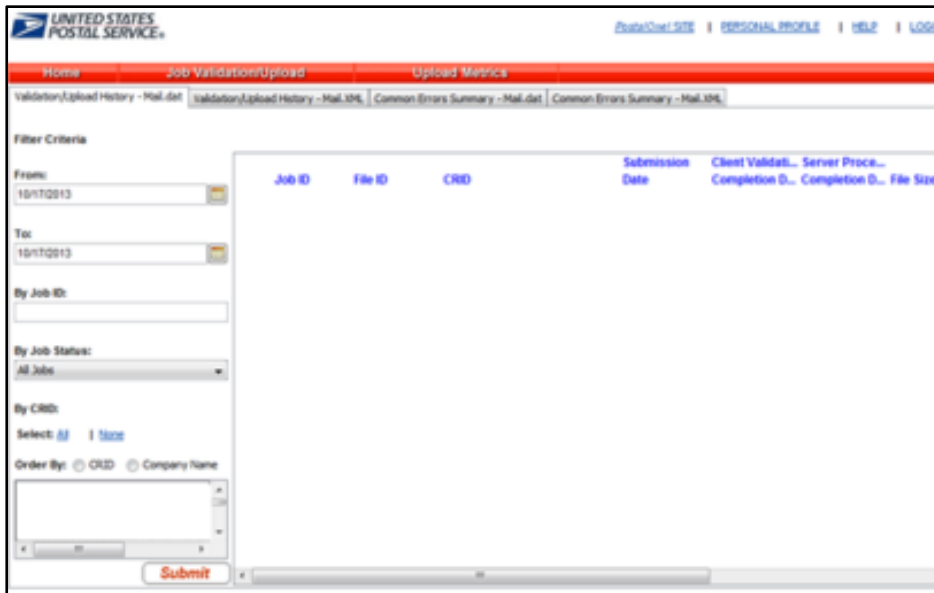 UNITED STATES
POSTAL SERVICE®
PostalOne! SITE | PERSONAL PROFILE | HELP | LOG
Home Job Validation/Upload Upload Metrics
Validation/Upload History - Mail.dat Validation/Upload History - Mail.XML Common Errors Summary - Mail.dat Common Errors Summary - Mail.XML
Filter Criteria
From:
10/17/2013
To:
10/17/2013
By Job ID:
By Job Status:
All Jobs
By CRID:
Select: All | None
Order By: CRID Company Name
Submit
Submission Client Validati... Server Proce...
Job ID File ID CRID Date Completion D... Completion D... File Size